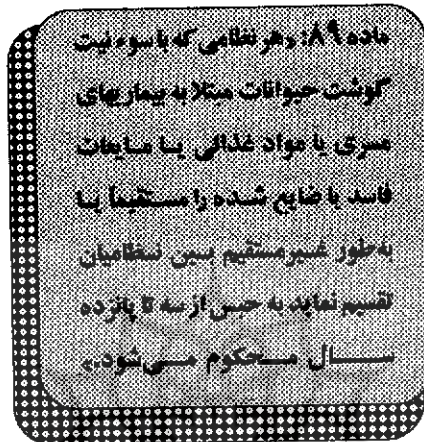 ماده ۸۹: «هر نظامی که با سوء نیت
گوشت حیوانات مبتلا به بیماریهای
مسری یا مواد غذائی یا مایعات
فاسد یا ضایع شده را مستقیماً یا
به‌طور غیرمستقیم بین نظامیان
تقسیم نماید به حبس از سه تا پانزده
ســال محکوم می‌شود.»